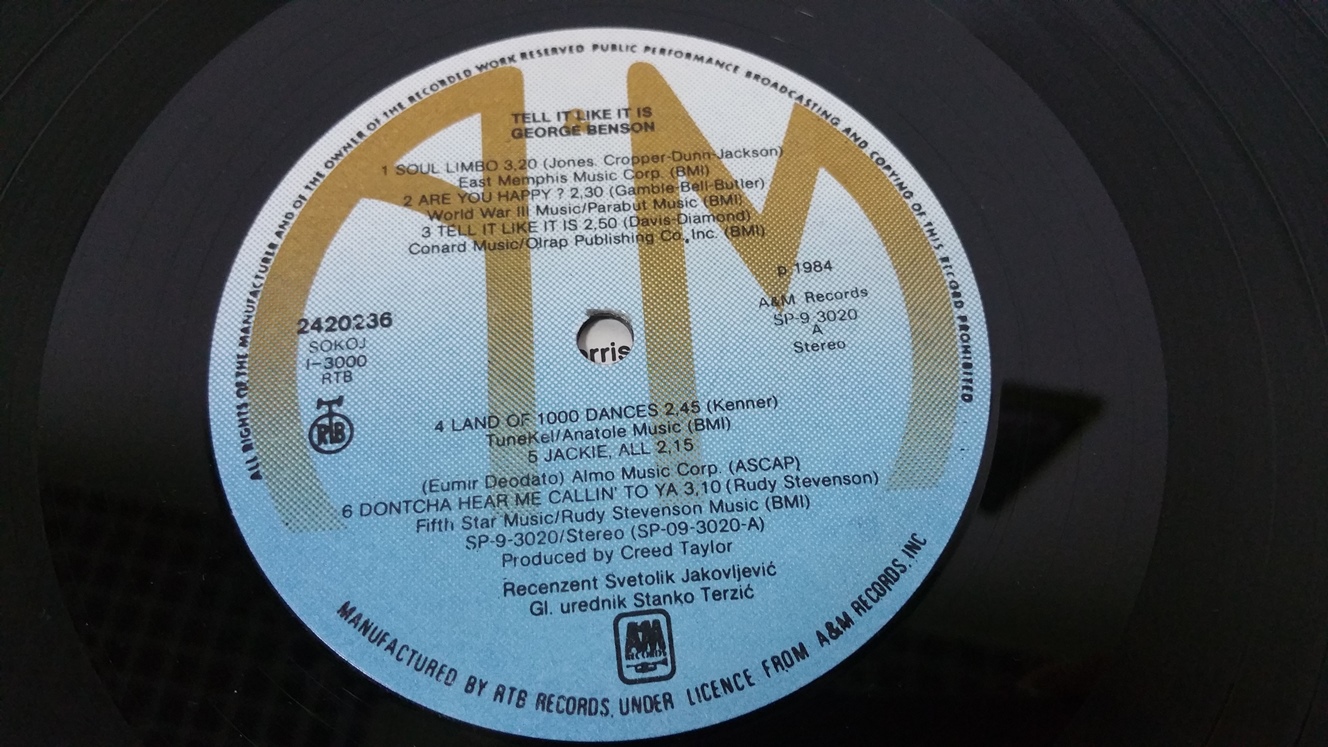 ALL RIGHTS OF THE MANUFACTURER AND OF THE OWNER OF THE RECORDED WORK RESERVED PUBLIC PERFORMANCE BROADCASTING AND COPYING OF THIS RECORD PROHIBITED
TELL IT LIKE IT IS
GEORGE BENSON
1 SOUL LIMBO 3,20 (Jones. Cropper-Dunn-Jackson)
East Memphis Music Corp. (BMI)
2 ARE YOU HAPPY ? 2,30 (Gamble-Bell-Butler)
World War III Music/Parabut Music (BMI)
3 TELL IT LIKE IT IS 2,50 (Davis-Diamond)
Conard Music/Olrap Publishing Co., Inc. (BMI)
p 1984
A&M Records
SP-9 3020
A
Stereo
2420236
SOKOJ
I-3000
RTB
RTB
orris
4 LAND OF 1000 DANCES 2,45 (Kenner)
TuneKel/Anatole Music (BMI)
5 JACKIE, ALL 2,15
(Eumir Deodato) Almo Music Corp. (ASCAP)
6 DONTCHA HEAR ME CALLIN' TO YA 3,10 (Rudy Stevenson)
Fifth Star Music/Rudy Stevenson Music (BMI)
SP-9-3020/Stereo (SP-09-3020-A)
Produced by Creed Taylor
Recenzent Svetolik Jakovljević
Gl. urednik Stanko Terzić
A&M
RECORDS
MANUFACTURED BY RTB RECORDS, UNDER LICENCE FROM A&M RECORDS, INC